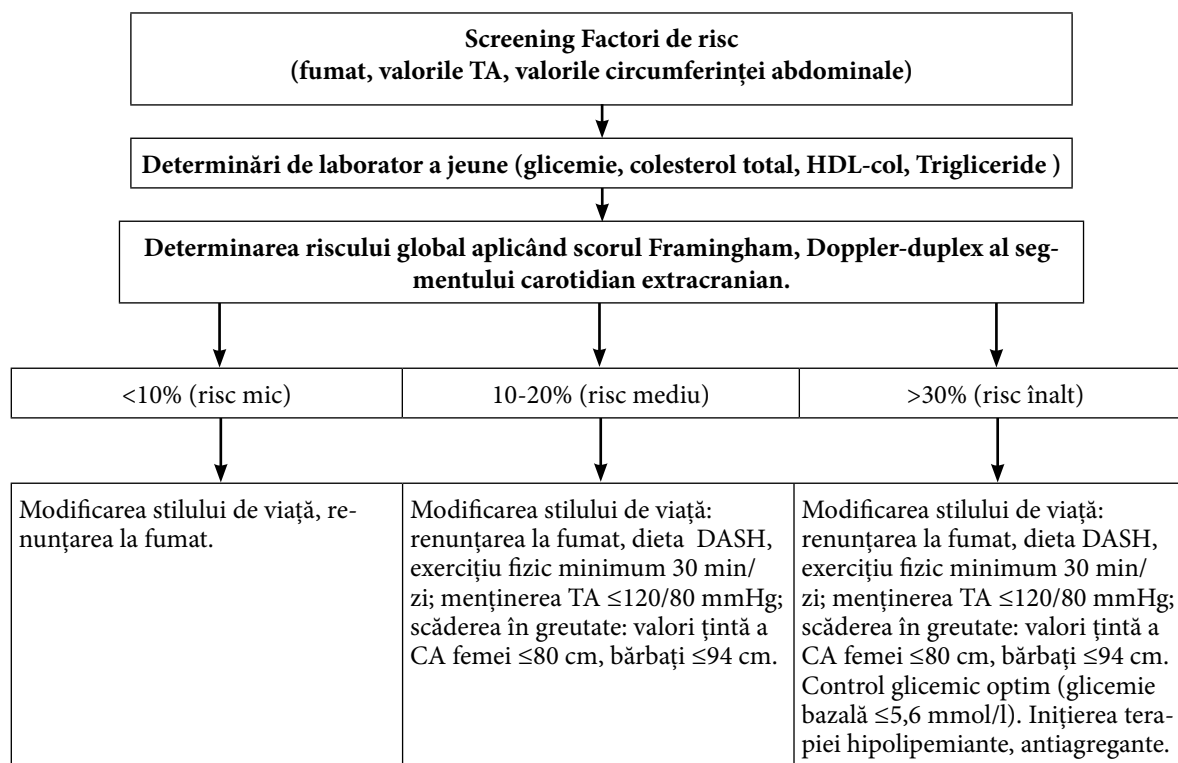 Screening Factori de risc
(fumat, valorile TA, valorile circumferinței abdominale)
Determinări de laborator a jeune (glicemie, colesterol total, HDL-col, Trigliceride )
Determinarea riscului global aplicând scorul Framingham, Doppler-duplex al seg-
mentului carotidian extracranian.
<10% (risc mic)
10-20% (risc mediu)
>30% (risc înalt)
Modificarea stilului de viață, re-
nunțarea la fumat.
Modificarea stilului de viață:
renunțarea la fumat, dieta DASH,
exercițiu fizic minimum 30 min/
zi; menținerea TA ≤120/80 mmHg;
scăderea în greutate: valori țintă a
CA femei ≤80 cm, bărbați ≤94 cm.
Modificarea stilului de viață:
renunțarea la fumat, dieta DASH,
exercițiu fizic minimum 30 min/
zi; menținerea TA ≤120/80 mmHg;
scăderea în greutate: valori țintă a
CA femei ≤80 cm, bărbați ≤94 cm.
Control glicemic optim (glicemie
bazală ≤5,6 mmol/l). Inițierea tera-
piei hipolipemiante, antiagregante.